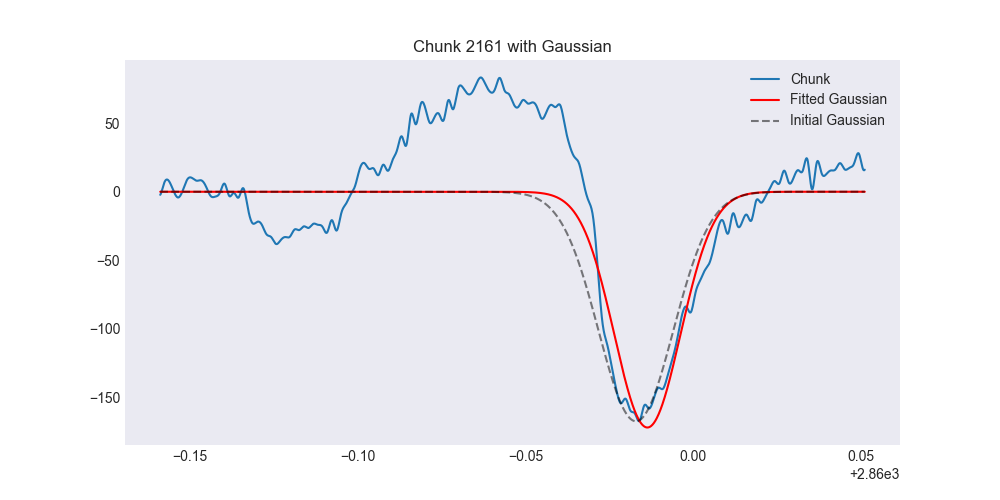 Chunk 2161 with Gaussian
Chunk
Fitted Gaussian
Initial Gaussian
50
0
−50
−100
−150
−0.15
−0.10
−0.05
0.00
0.05
+2.86e3